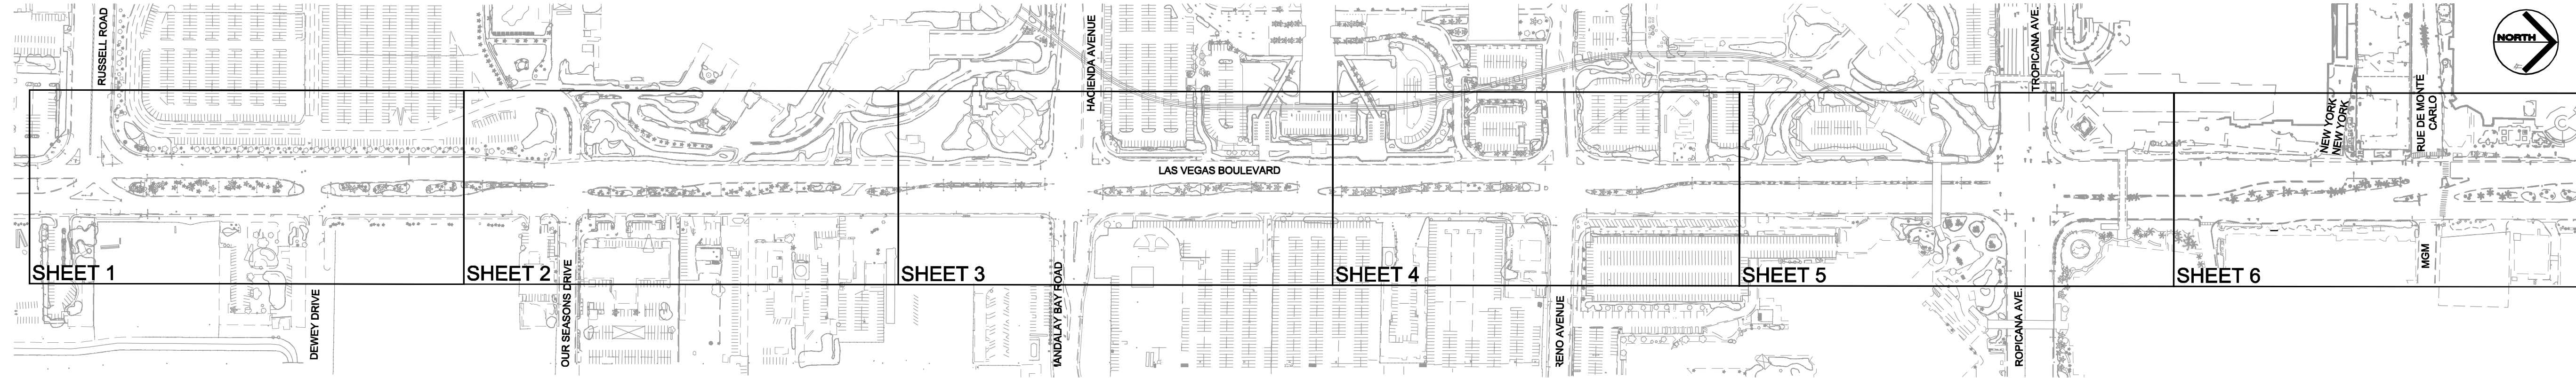 RUSSELL ROAD
HACIENDA AVENUE
TROPICANA AVE.
NORTH
NEW YORK
NEW YORK
RUE DE MONTE
CARLO
LAS VEGAS BOULEVARD
SHEET 1
SHEET 2
SHEET 3
SHEET 4
SHEET 5
SHEET 6
MGM
DEWEY DRIVE
OUR SEASONS DRIVE
MANDALAY BAY ROAD
RENO AVENUE
ROPICANA AVE.